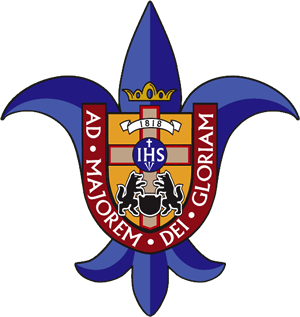 1818
IHS
AD • MAJOREM • DEI • GLORIAM